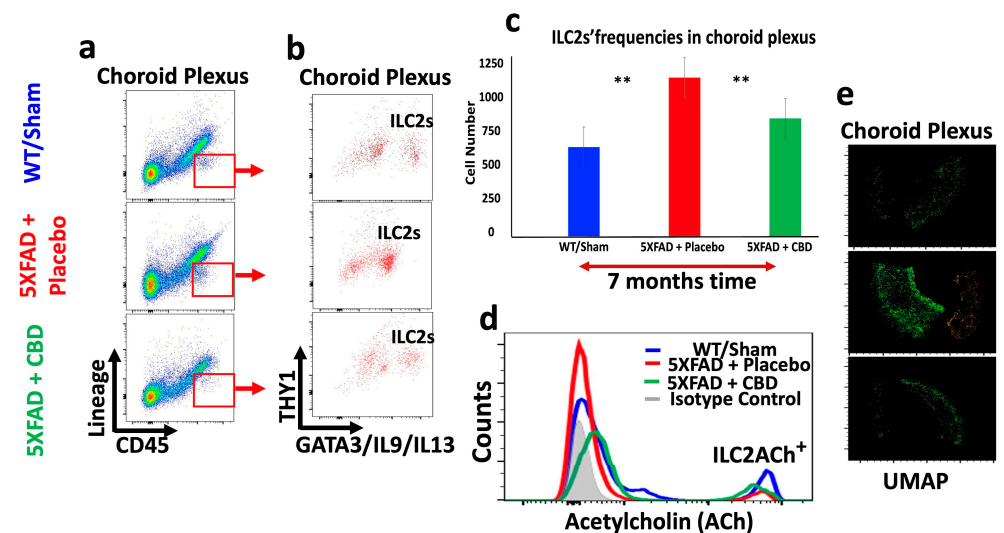 a
Choroid Plexus
WT/Sham
5XFAD +
Placebo
5XFAD + CBD
Lineage
CD45
b
Choroid Plexus
ILC2s
ILC2s
ILC2s
THY1
GATA3/IL9/IL13
c
ILC2s'frequencies in choroid plexus
Cell Number
1250
1000
750
500
250
0
**
**
WT/Sham
5XFAD + Placebo
5XFAD + CBD
7 months time
d
WT/Sham
5XFAD + Placebo
5XFAD + CBD
Isotype Control
ILC2ACh+
Counts
Acetylcholin (ACh)
e
Choroid Plexus
UMAP